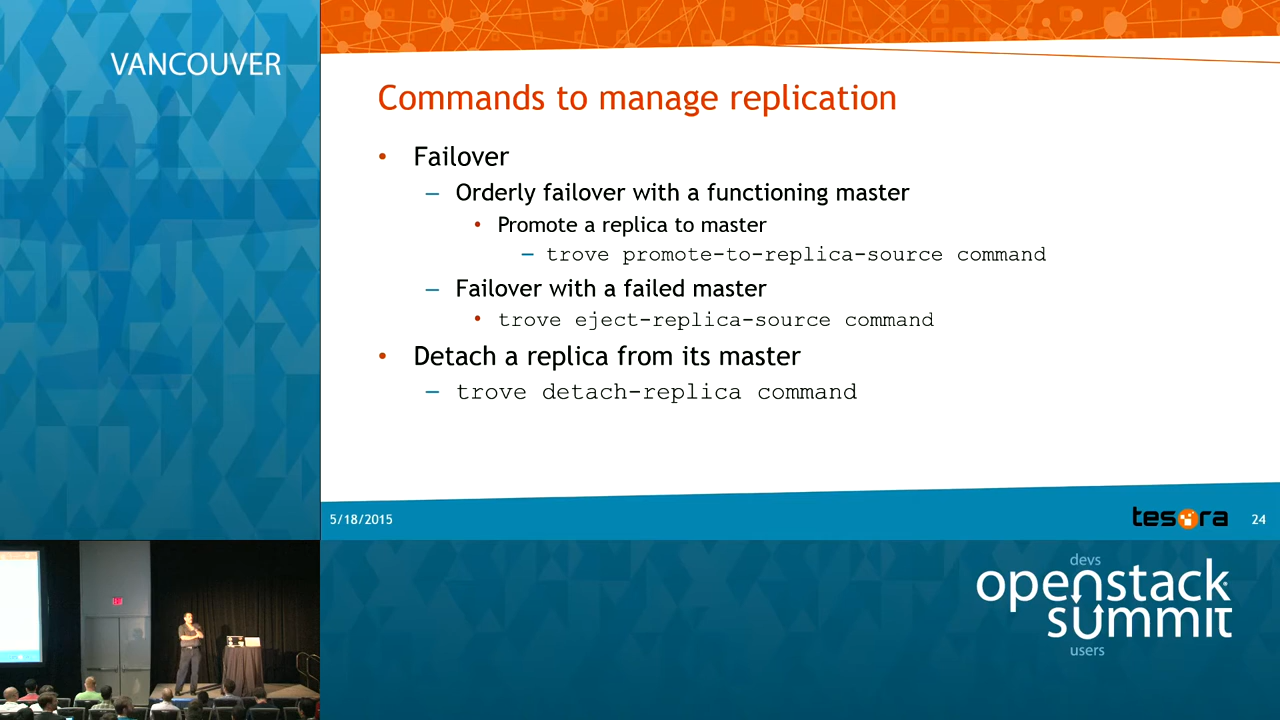 VANCOUVER
Commands to manage replication
• Failover
– Orderly failover with a functioning master
• Promote a replica to master
– trove promote-to-replica-source command
– Failover with a failed master
• trove eject-replica-source command
• Detach a replica from its master
– trove detach-replica command
5/18/2015
tesora
24
devs
openstack
summit
users